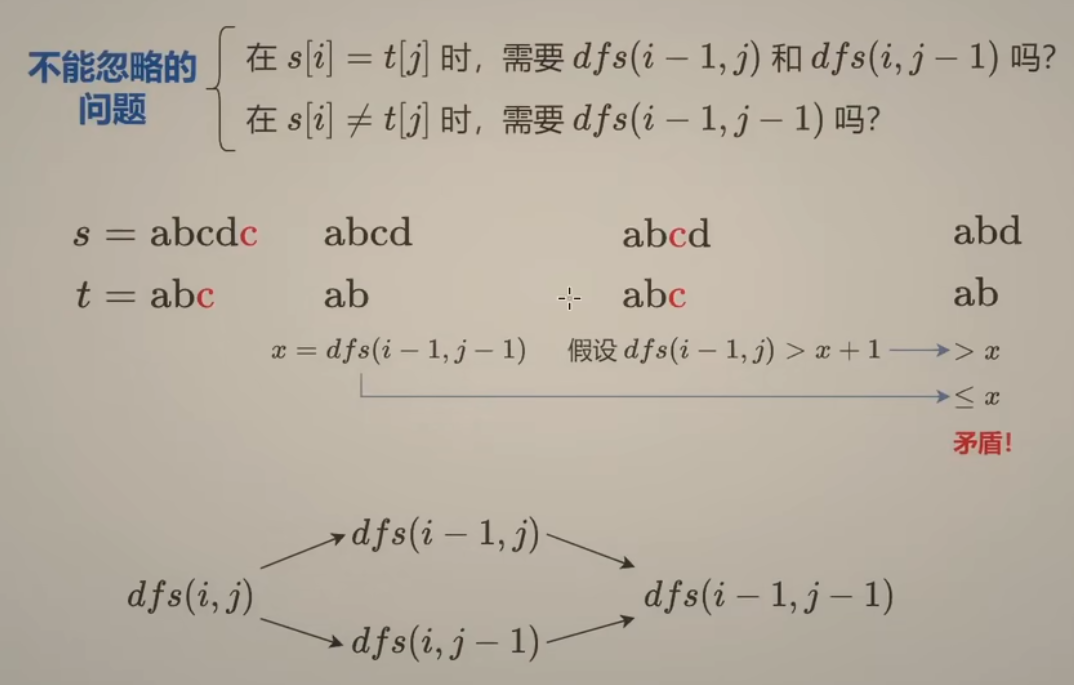 不能忽略的
问题
在 s[i] = t[j] 时，需要 dfs(i − 1, j) 和 dfs(i, j − 1) 吗？
在 s[i] ≠ t[j] 时，需要 dfs(i − 1, j − 1) 吗？
s = abcdc abcd abcd abd
t = abc ab abc ab
x = dfs(i − 1, j − 1) 假设 dfs(i − 1, j) > x + 1 > x
≤ x
矛盾！
dfs(i − 1, j)
dfs(i, j) dfs(i − 1, j − 1)
dfs(i, j − 1)